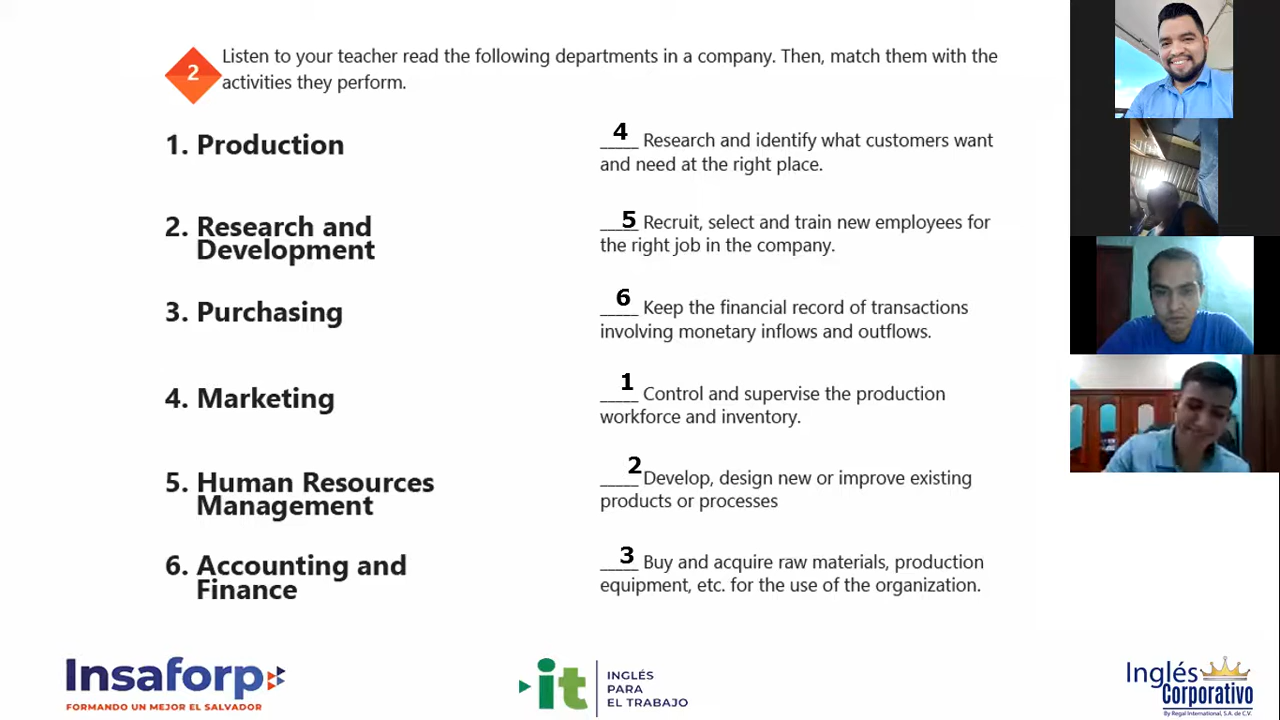 2
Listen to your teacher read the following departments in a company. Then, match them with the
activities they perform.
1. Production
2. Research and
Development
3. Purchasing
4. Marketing
5. Human Resources
Management
6. Accounting and
Finance
4 Research and identify what customers want
and need at the right place.
5 Recruit, select and train new employees for
the right job in the company.
6 Keep the financial record of transactions
involving monetary inflows and outflows.
1 Control and supervise the production
workforce and inventory.
2 Develop, design new or improve existing
products or processes
3 Buy and acquire raw materials, production
equipment, etc. for the use of the organization.
Insaforp
FORMANDO UN MEJOR EL SALVADOR
it
INGLÉS
PARA
EL TRABAJO
Inglés
Corporativo
By Regal International, S.A. de C.V.